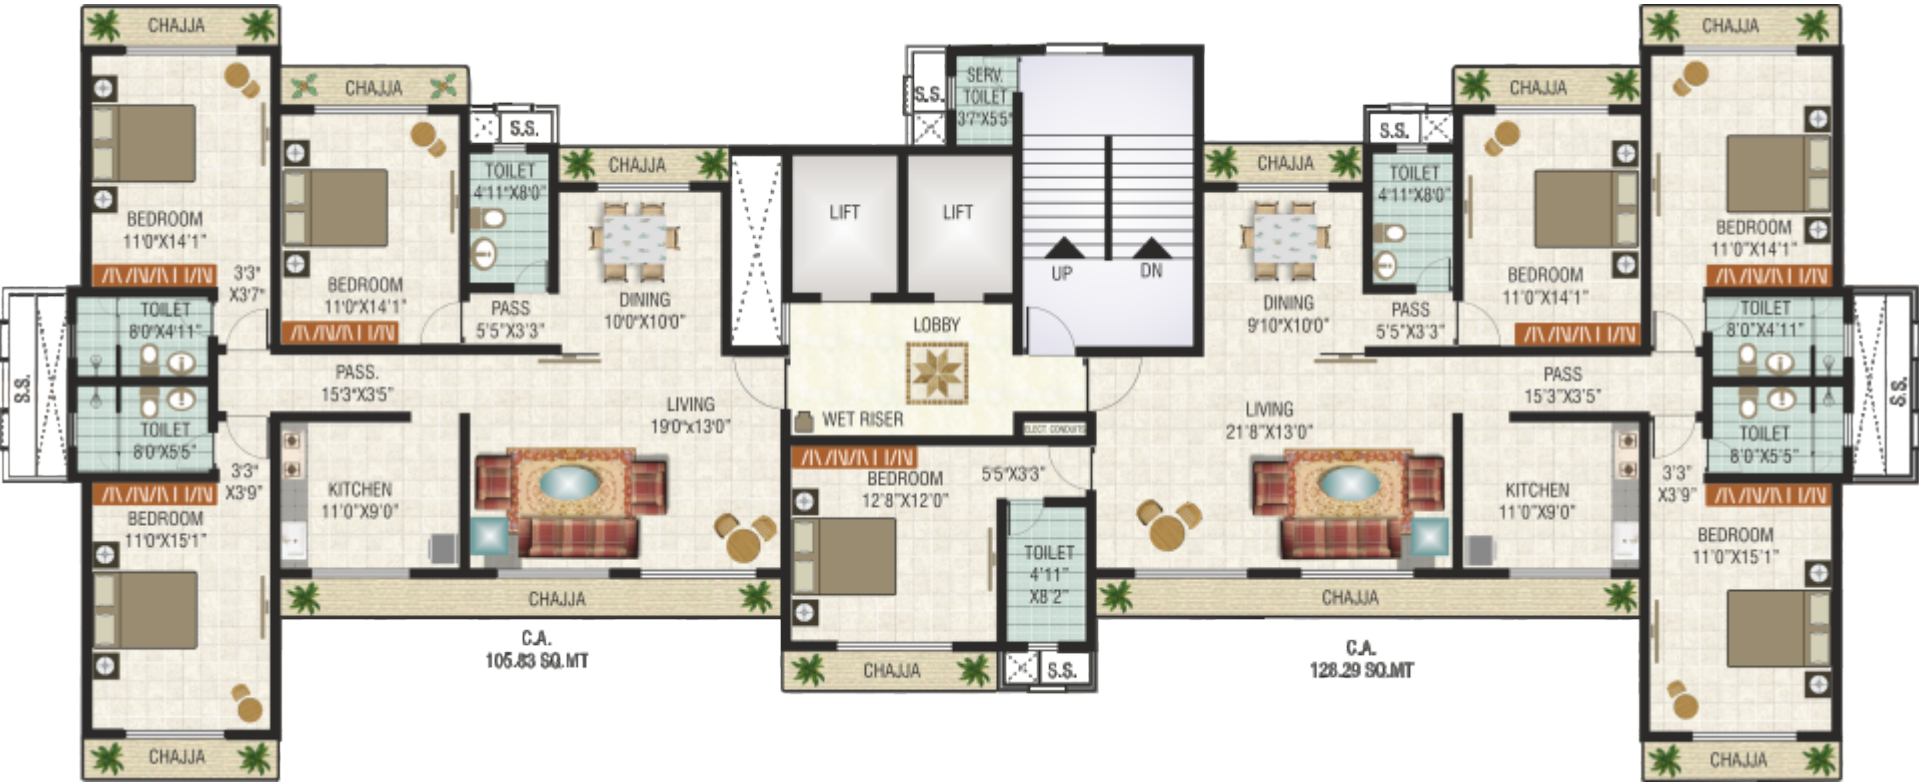 CHAJJA
CHAJJA
CHAJJA
CHAJJA
S.S.
SERV.
TOILET
3'7"X5'5"
S.S.
CHAJJA
S.S.
CHAJJA
CHAJJA
TOILET
4'11"X8'0"
LIFT
LIFT
UP
DN
TOILET
4'11"X8'0"
BEDROOM
11'0"X14'1"
BEDROOM
11'0"X14'1"
3'3"
X3'7"
PASS
5'5"X3'3"
DINING
10'0"X10'0"
LOBBY
DINING
9'10"X10'0"
PASS
5'5"X3'3"
BEDROOM
11'0"X14'1"
BEDROOM
11'0"X14'1"
S.S.
TOILET
8'0"X4'11"
TOILET
8'0"X5'5"
PASS.
15'3"X3'5"
LIVING
19'0"x13'0"
WET RISER
ELECT. CONDUITS
LIVING
21'8"X13'0"
PASS
15'3"X3'5"
TOILET
8'0"X4'11"
TOILET
8'0"X5'5"
S.S.
3'3"
X3'9"
KITCHEN
11'0"X9'0"
BEDROOM
12'8"X12'0"
5'5"X3'3"
KITCHEN
11'0"X9'0"
3'3"
X3'9"
BEDROOM
11'0"X15'1"
TOILET
4'11"
X8'2"
BEDROOM
11'0"X15'1"
CHAJJA
CHAJJA
C.A.
105.83 SQ.MT
C.A.
128.29 SQ.MT
CHAJJA
S.S.
CHAJJA
CHAJJA